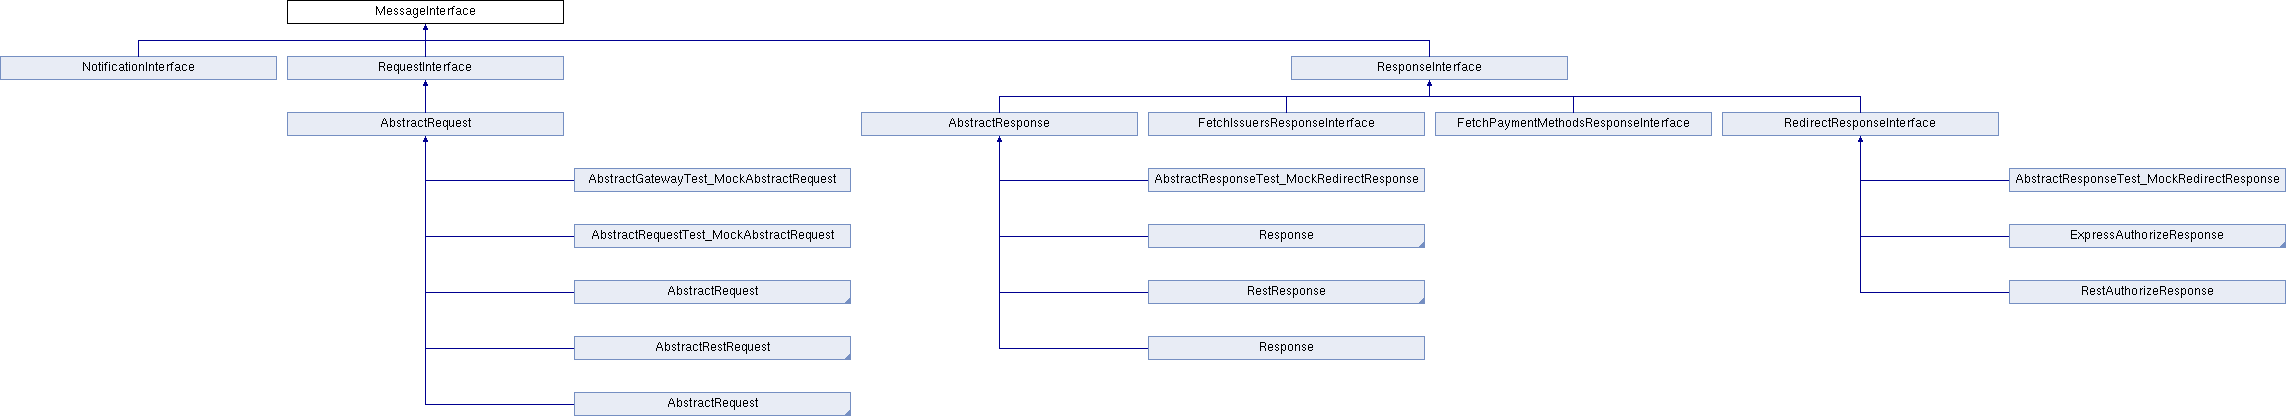 MessageInterface
NotificationInterface
RequestInterface
ResponseInterface
AbstractRequest
AbstractResponse
FetchIssuersResponseInterface
FetchPaymentMethodsResponseInterface
RedirectResponseInterface
AbstractGatewayTest_MockAbstractRequest
AbstractResponseTest_MockRedirectResponse
AbstractResponseTest_MockRedirectResponse
AbstractRequestTest_MockAbstractRequest
Response
ExpressAuthorizeResponse
AbstractRequest
RestResponse
RestAuthorizeResponse
AbstractRestRequest
Response
AbstractRequest